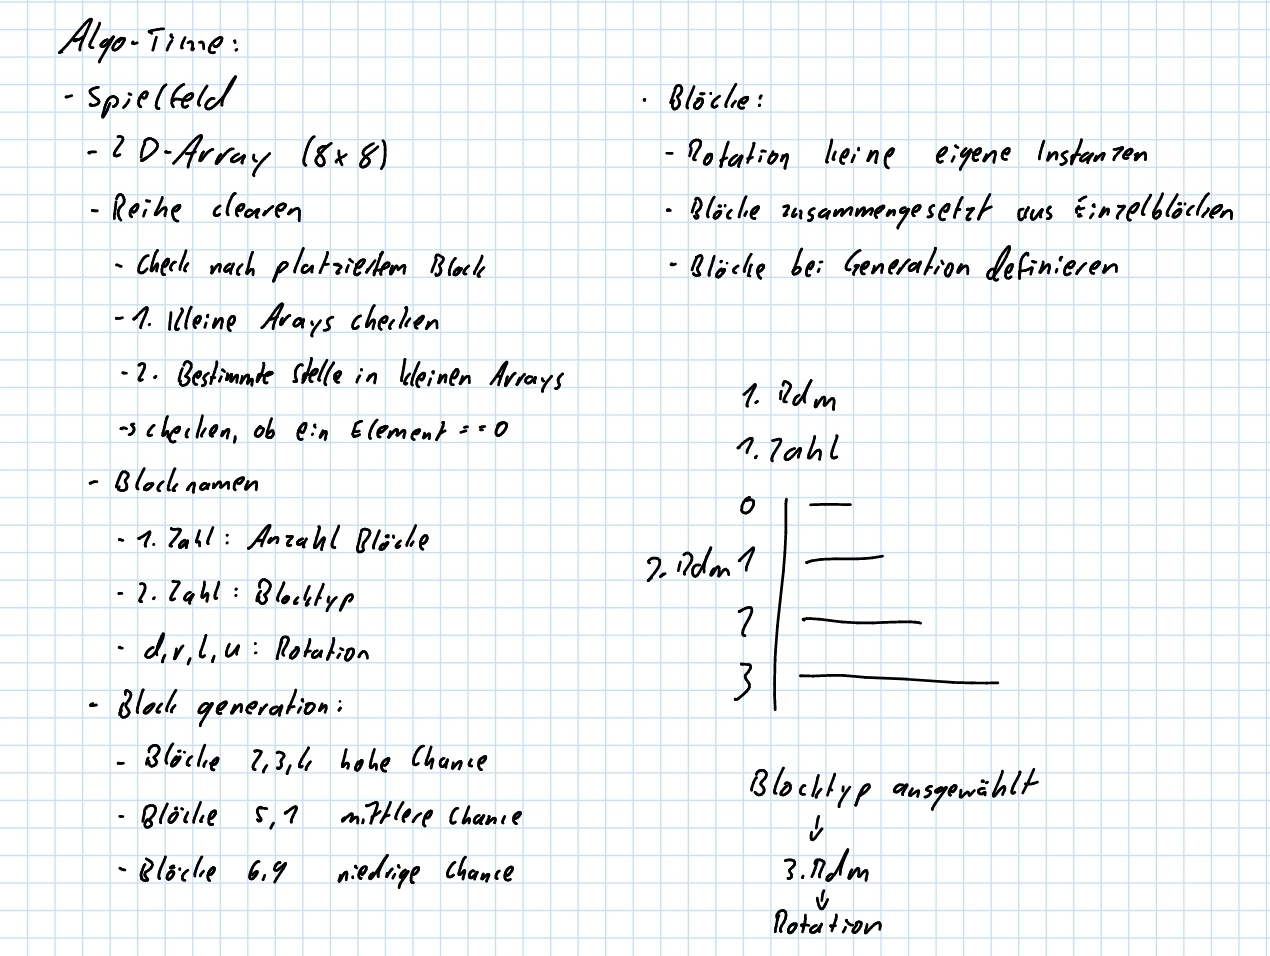 Algo-Time:
- Spielfeld
- 2D-Array (8x8)
- Reihe clearen
- Check nach platziertem Block
- 1. Kleine Arays checken
- 2. Bestimmte Stelle in kleinen Arrays
-> checken, ob ein Element == 0
- Blocknamen
- 1. Zahl: Anzahl Blöcke
- 2. Zahl: Blocktyp
- d, r, l, u: Rotation
- Block generation:
- Blöcke 2,3,4 hohe Chance
- Blöcke 5,1 mittlere Chance
- Blöcke 6,9 niedrige Chance
· Blöcke:
- Rotation keine eigene Instanzen
- Blöcke zusammengesetzt aus Einzelblöcken
- Blöcke bei Generation definieren
1. Rdm
1. Zahl
0
2. Rdm 1
2
3
Blocktyp ausgewählt
↓
3. Rdm
↓
Rotation